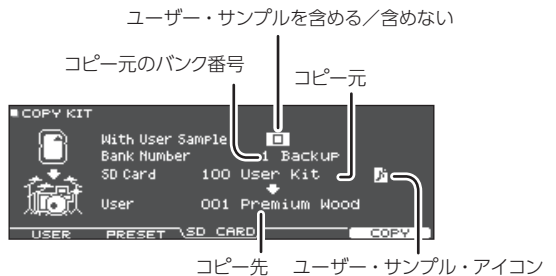 ユーザー・サンプルを含める／含めない
コピー元のバンク番号
コピー元
COPY KIT
With User Sample
Bank Number 1 Backup
SD Card 100 User Kit
User 001 Premium Wood
USER PRESET SD CARD COPY
コピー先 ユーザー・サンプル・アイコン